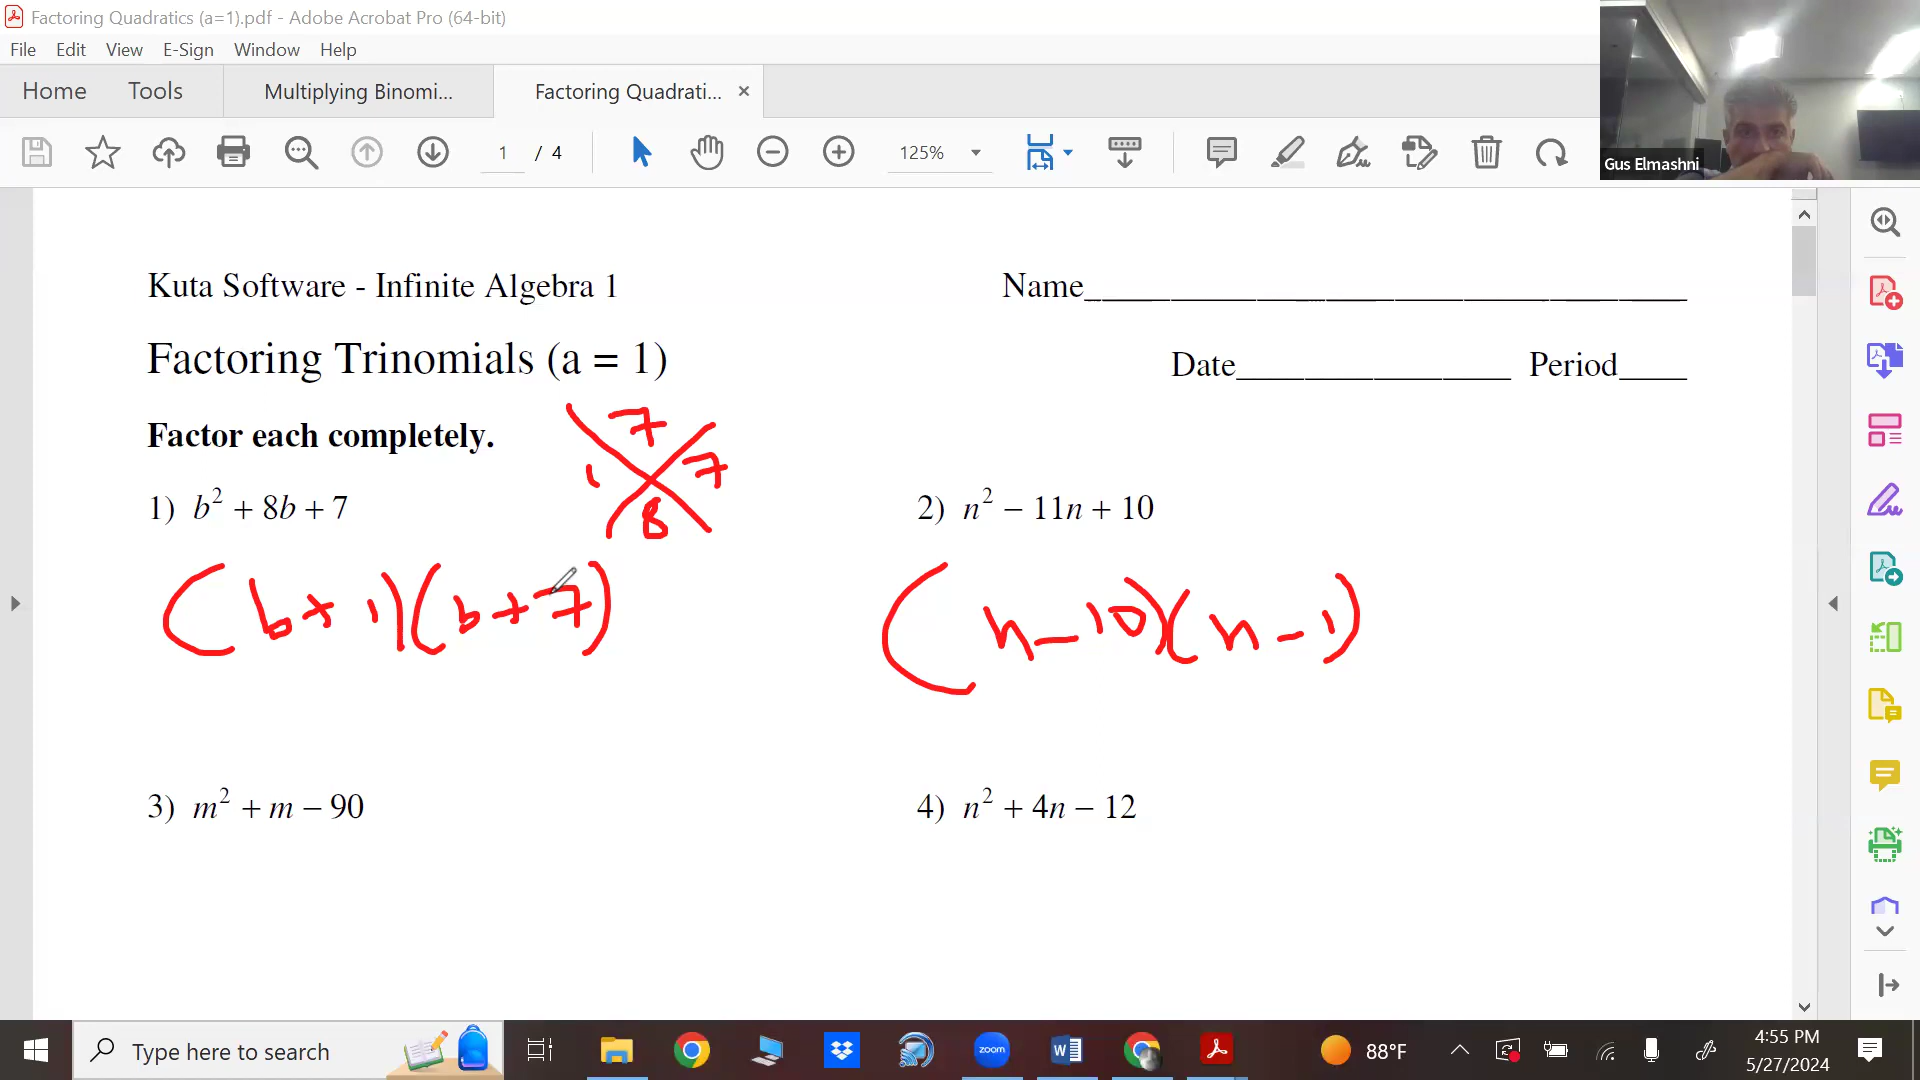 Factoring Quadratics (a=1).pdf - Adobe Acrobat Pro (64-bit)
File Edit View E-Sign Window Help
Home Tools Multiplying Binomi... Factoring Quadrati... ×
1 / 4 125%
Gus Elmashni
Kuta Software - Infinite Algebra 1 Name
Factoring Trinomials (a = 1) Date Period
Factor each completely.
7
1 7
8
1) b² + 8b + 7 2) n² − 11n + 10
(b+1)(b+7) (n-10)(n-1)
3) m² + m − 90 4) n² + 4n − 12
Type here to search zoom 88°F 4:55 PM
5/27/2024